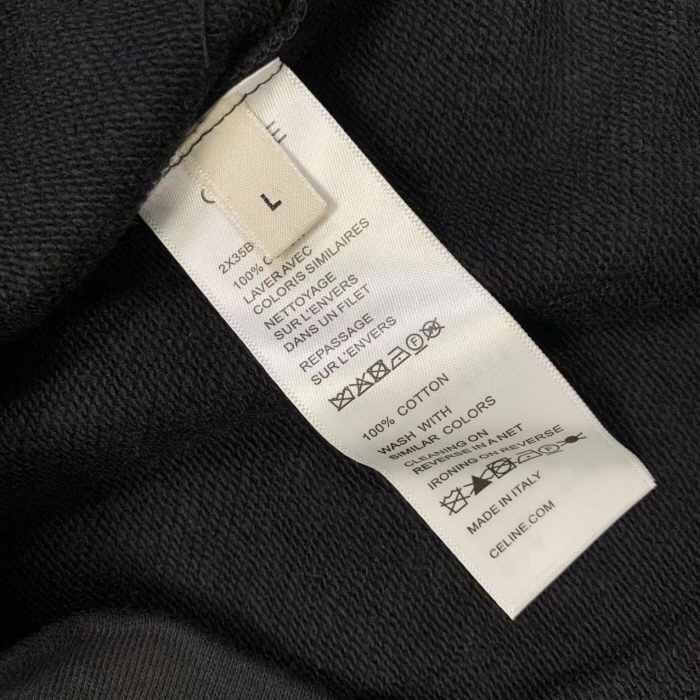 L
2X35B
100% C
LAVER AVEC
COLORIS SIMILAIRES
NETTOYAGE
SUR L'ENVERS
DANS UN FILET
REPASSAGE
SUR L'ENVERS
100% COTTON
WASH WITH
SIMILAR COLORS
CLEANING ON
REVERSE IN A NET
IRONING ON REVERSE
MADE IN ITALY
CELINE.COM